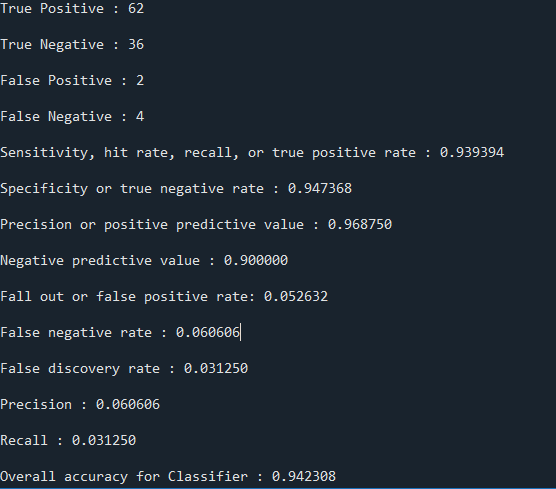 True Positive : 62
True Negative : 36
False Positive : 2
False Negative : 4
Sensitivity, hit rate, recall, or true positive rate : 0.939394
Specificity or true negative rate : 0.947368
Precision or positive predictive value : 0.968750
Negative predictive value : 0.900000
Fall out or false positive rate: 0.052632
False negative rate : 0.060606
False discovery rate : 0.031250
Precision : 0.060606
Recall : 0.031250
Overall accuracy for Classifier : 0.942308